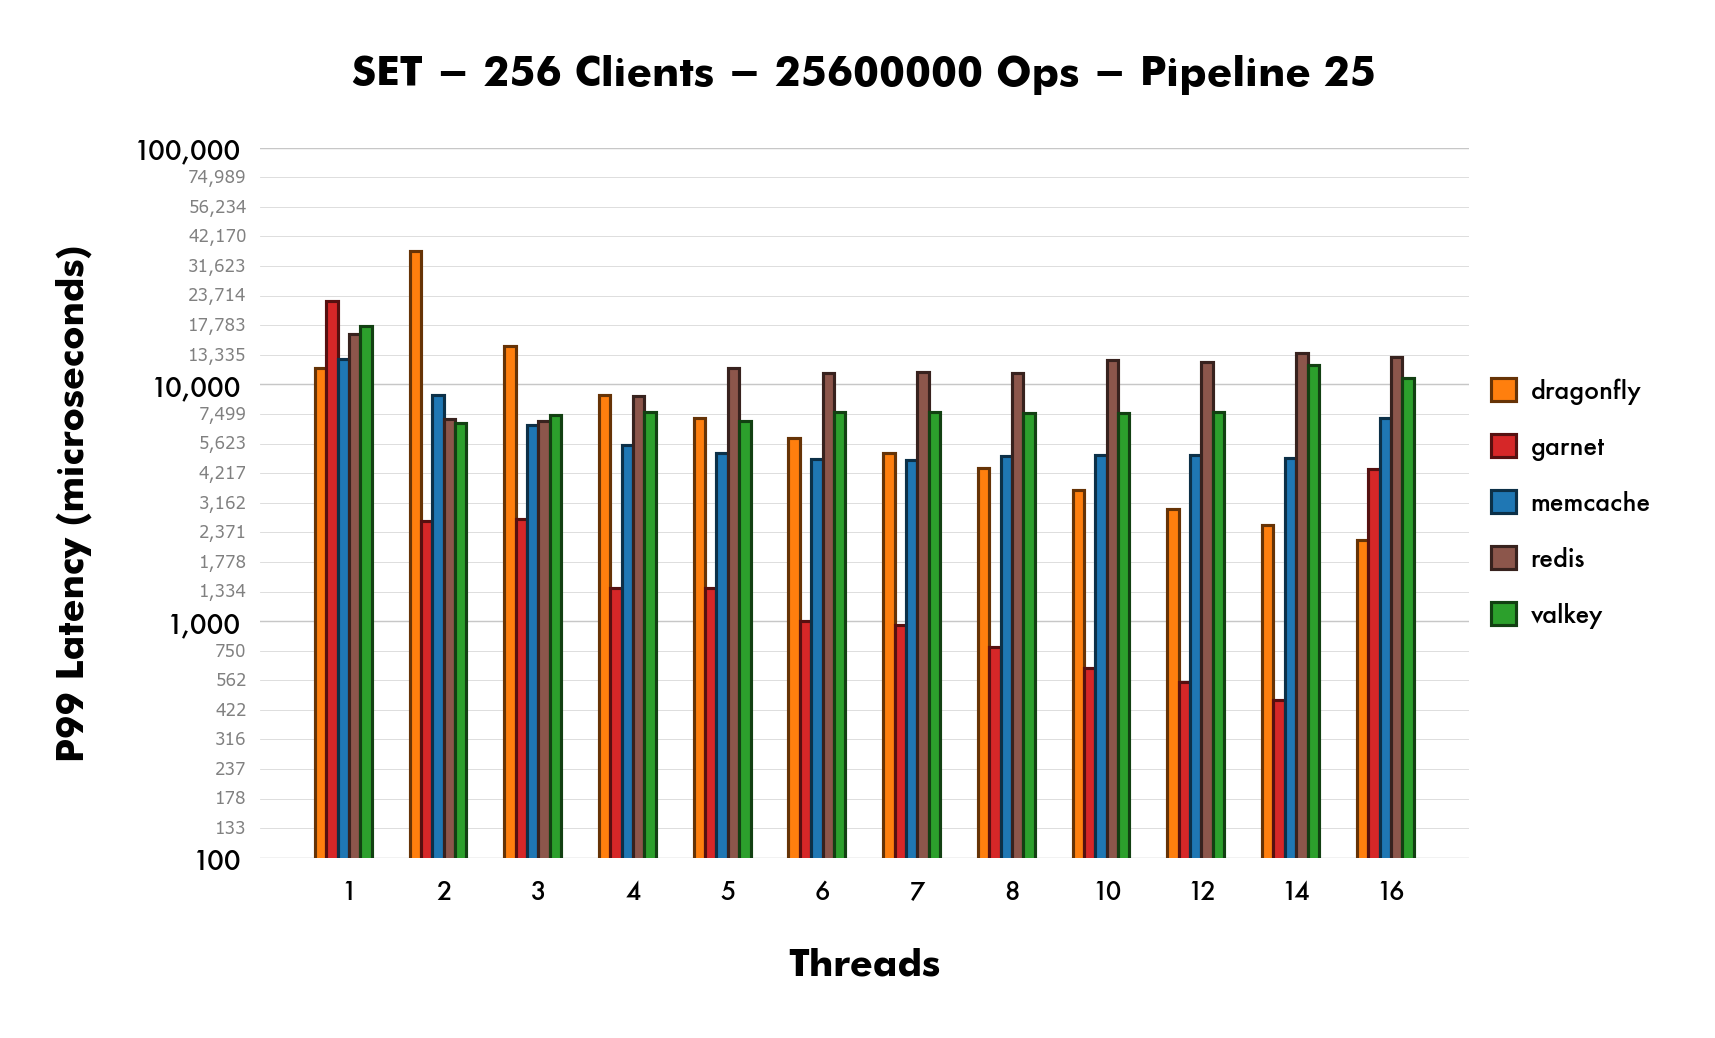 SET – 256 Clients – 25600000 Ops – Pipeline 25
P99 Latency (microseconds)
100,000
74,989
56,234
42,170
31,623
23,714
17,783
13,335
10,000
7,499
5,623
4,217
3,162
2,371
1,778
1,334
1,000
750
562
422
316
237
178
133
100
1 2 3 4 5 6 7 8 10 12 14 16
Threads
dragonfly
garnet
memcache
redis
valkey